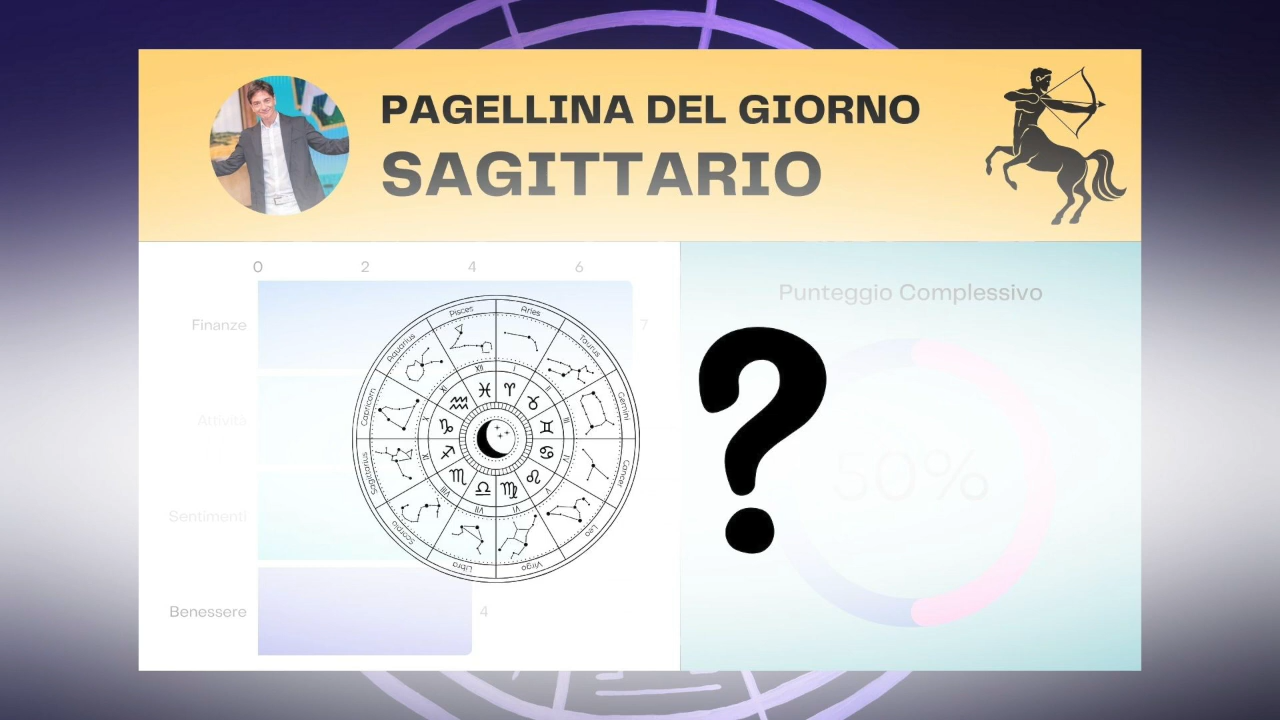 PAGELLINA DEL GIORNO
SAGITTARIO
0 2 4 6
Finanze 7
Attività
Sentimenti
Benessere 4
Pisces
Aries
Taurus
Gemini
Cancer
Leo
Virgo
Libra
Scorpio
Sagittarius
Capricorn
Aquarius
Punteggio Complessivo
50%
?